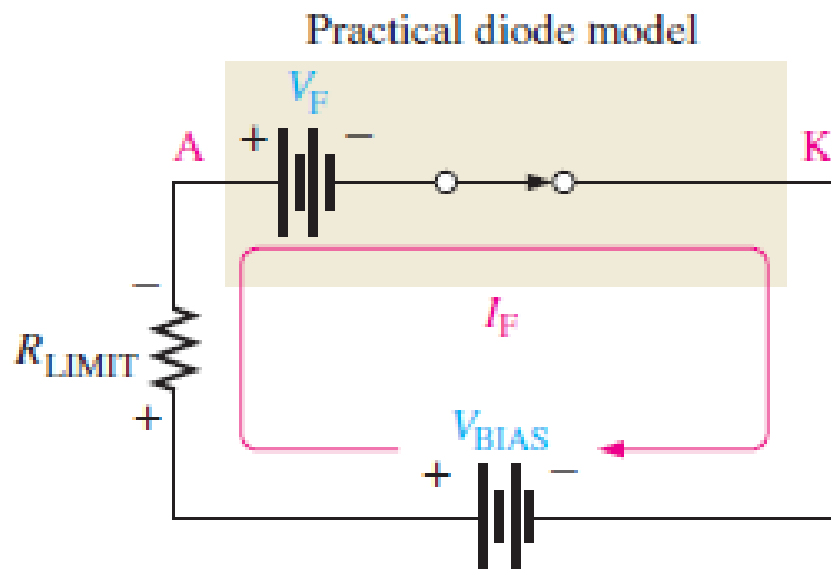 Practical diode model
V_F
+ −
A K
−
I_F
R_LIMIT
+
V_BIAS
+ −